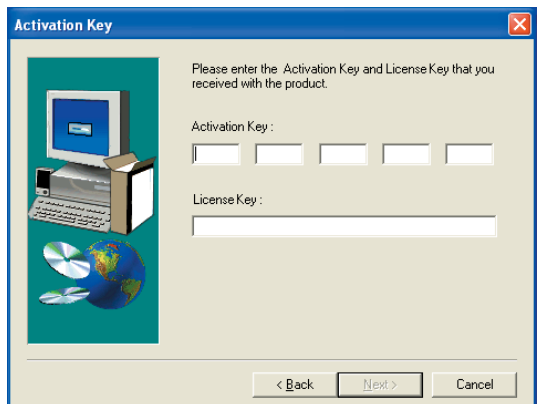 Activation Key
Please enter the Activation Key and License Key that you
received with the product.
Activation Key :
License Key :
< Back
Next >
Cancel